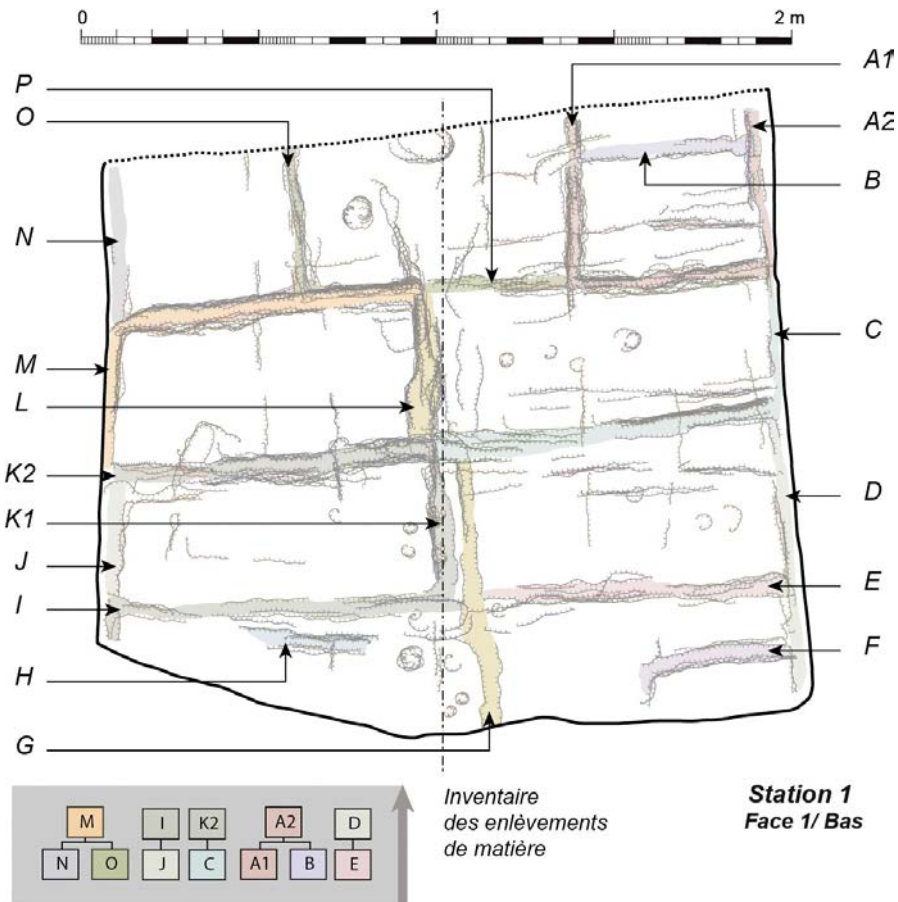 0 1 2 m
P
O
N
M
L
K2
K1
J
I
H
G
A1
A2
B
C
D
E
F
M I K2 A2 D
N O J C A1 B E
Inventaire
des enlèvements
de matière
Station 1
Face 1/ Bas